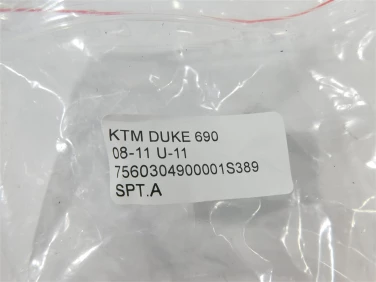 KTM DUKE 690
08-11 U-11
7560304900001S389
SPT.A